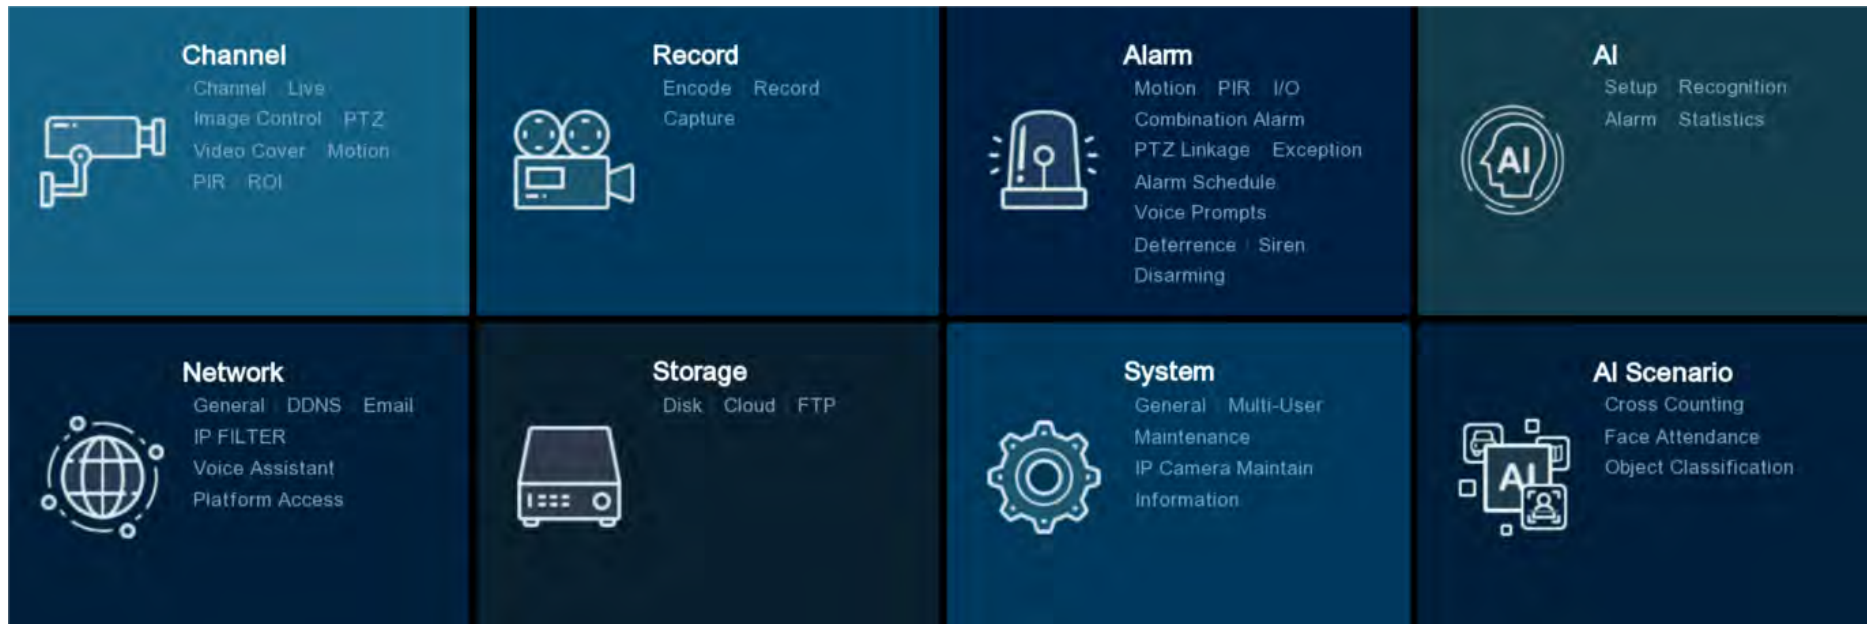 Channel
Channel Live
Image Control PTZ
Video Cover Motion
PIR ROI
Record
Encode Record
Capture
Alarm
Motion PIR I/O
Combination Alarm
PTZ Linkage Exception
Alarm Schedule
Voice Prompts
Deterrence Siren
Disarming
AI
Setup Recognition
Alarm Statistics
AI
Network
General DDNS Email
IP FILTER
Voice Assistant
Platform Access
Storage
Disk Cloud FTP
System
General Multi-User
Maintenance
IP Camera Maintain
Information
AI Scenario
Cross Counting
Face Attendance
Object Classification
AI